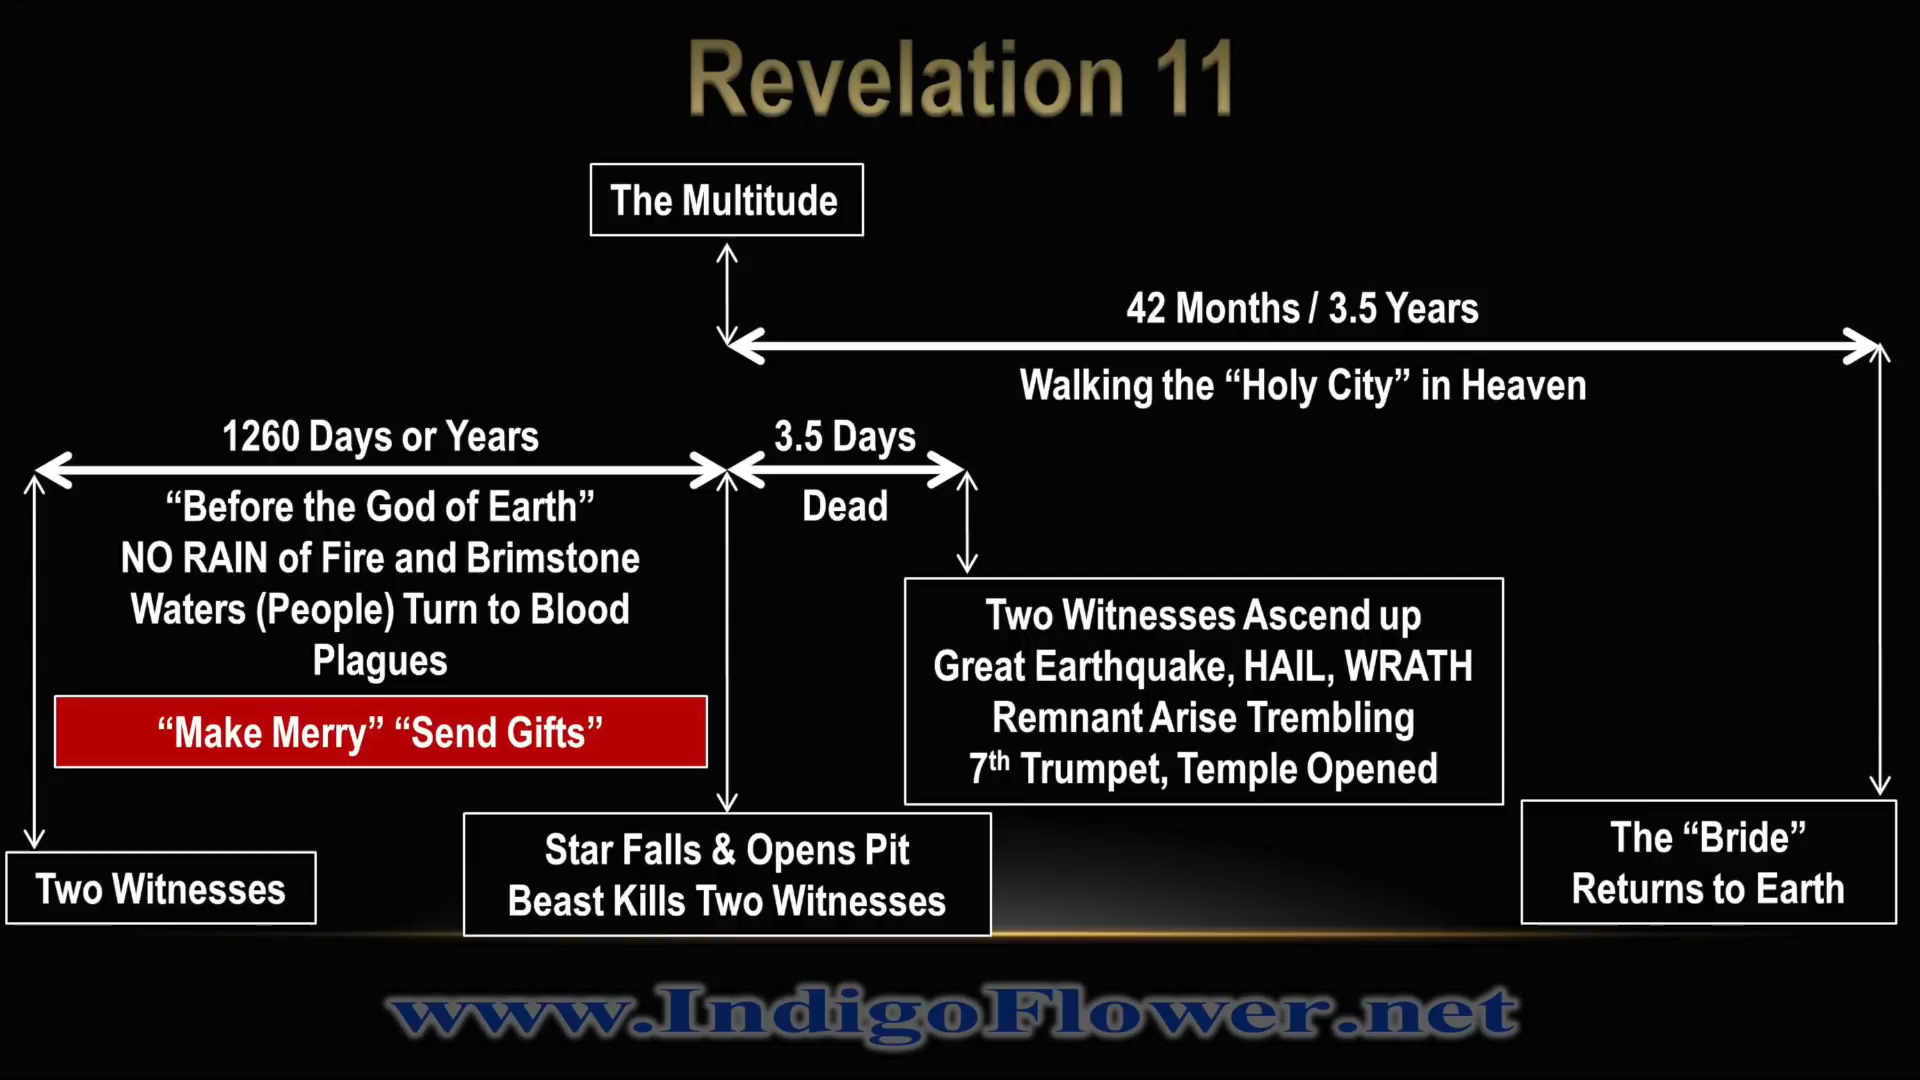 Revelation 11
The Multitude
42 Months / 3.5 Years
Walking the “Holy City” in Heaven
1260 Days or Years
3.5 Days
“Before the God of Earth”
NO RAIN of Fire and Brimstone
Waters (People) Turn to Blood
Plagues
Dead
“Make Merry” “Send Gifts”
Two Witnesses Ascend up
Great Earthquake, HAIL, WRATH
Remnant Arise Trembling
7th Trumpet, Temple Opened
Two Witnesses
Star Falls & Opens Pit
Beast Kills Two Witnesses
The “Bride”
Returns to Earth
www.IndigoFlower.net